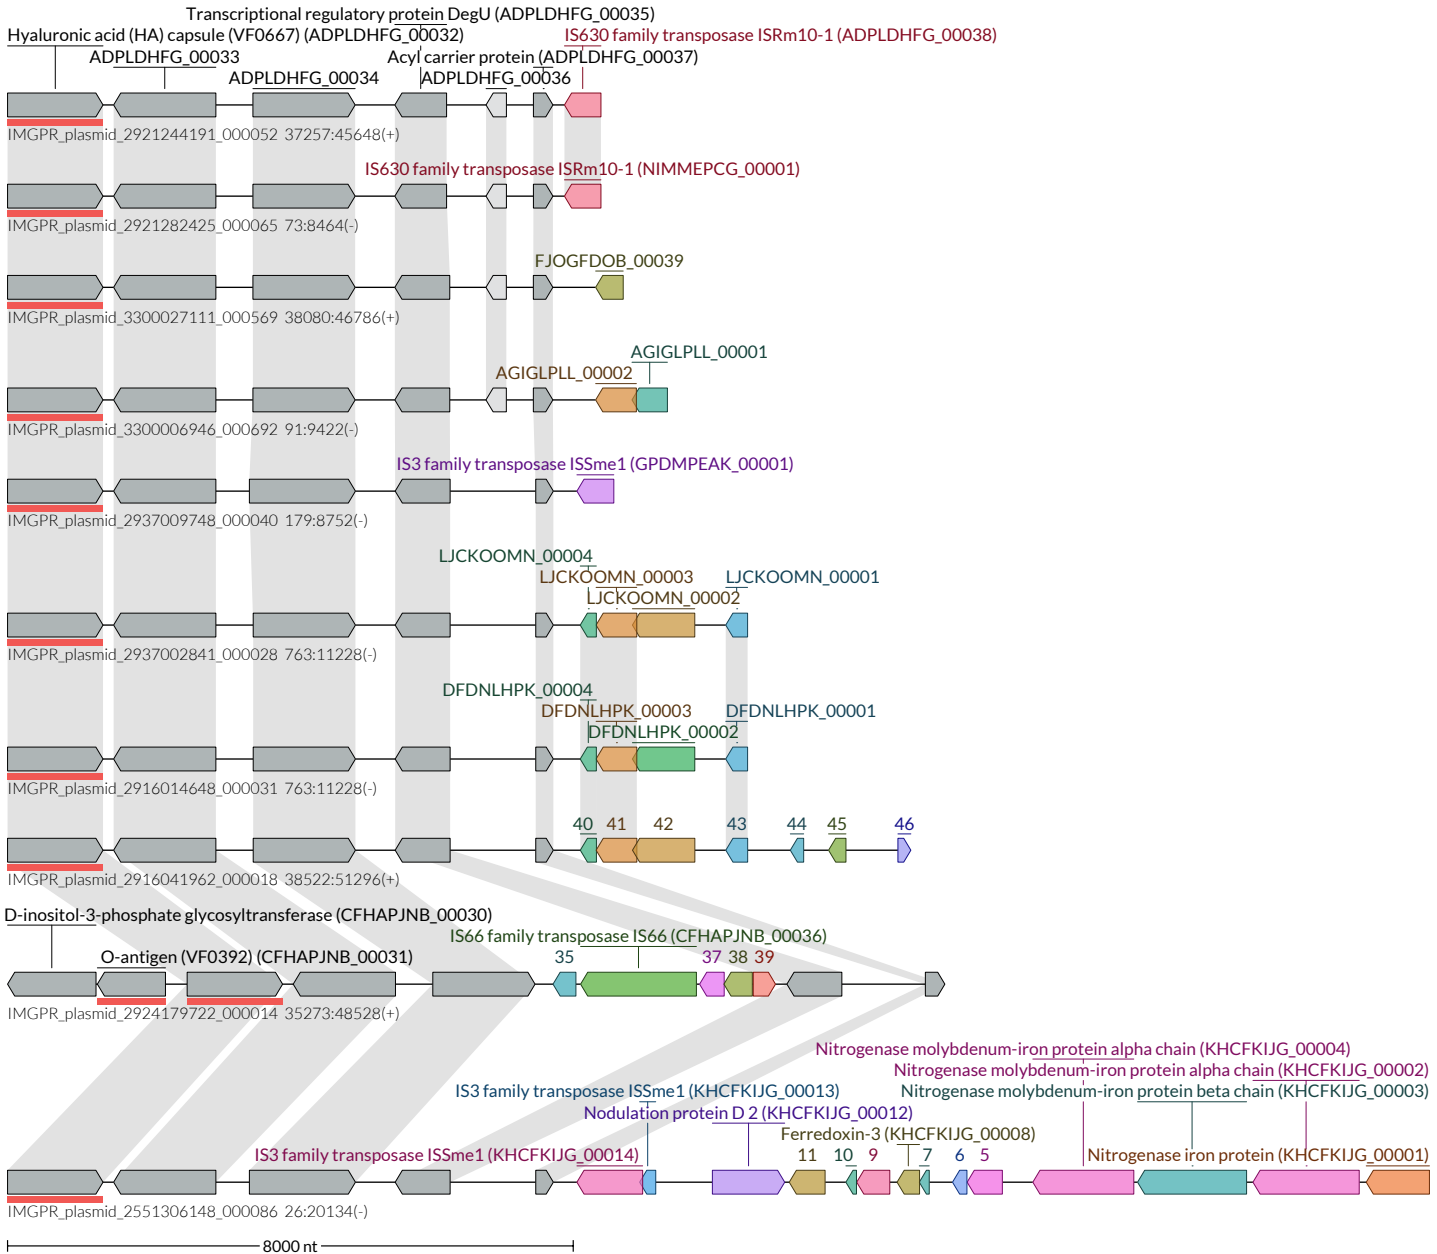 Transcriptional regulatory protein DegU (ADPLDHFG_00035)
Hyaluronic acid (HA) capsule (VF0667) (ADPLDHFG_00032)
IS630 family transposase ISRm10-1 (ADPLDHFG_00038)
ADPLDHFG_00033
Acyl carrier protein (ADPLDHFG_00037)
ADPLDHFG_00034
ADPLDHFG_00036
IMGPR_plasmid_2921244191_000052 37257:45648(+)
IS630 family transposase ISRm10-1 (NIMMEPCG_00001)
IMGPR_plasmid_2921282425_000065 73:8464(-)
FJOGFDOB_00039
IMGPR_plasmid_3300027111_000569 38080:46786(+)
AGIGLPLL_00001
AGIGLPLL_00002
IMGPR_plasmid_3300006946_000692 91:9422(-)
IS3 family transposase ISSme1 (GPDMPEAK_00001)
IMGPR_plasmid_2937009748_000040 179:8752(-)
LJCKOOMN_00004
LJCKOOMN_00003
LJCKOOMN_00001
LJCKOOMN_00002
IMGPR_plasmid_2937002841_000028 763:11228(-)
DFDNLHPK_00004
DFDNLHPK_00003
DFDNLHPK_00001
DFDNLHPK_00002
IMGPR_plasmid_2916014648_000031 763:11228(-)
40 41 42 43 44 45 46
IMGPR_plasmid_2916041962_000018 38522:51296(+)
D-inositol-3-phosphate glycosyltransferase (CFHAPJNB_00030)
IS66 family transposase IS66 (CFHAPJNB_00036)
O-antigen (VF0392) (CFHAPJNB_00031)
35 37 38 39
IMGPR_plasmid_2924179722_000014 35273:48528(+)
Nitrogenase molybdenum-iron protein alpha chain (KHCFKIJG_00004)
Nitrogenase molybdenum-iron protein alpha chain (KHCFKIJG_00002)
IS3 family transposase ISSme1 (KHCFKIJG_00013)
Nitrogenase molybdenum-iron protein beta chain (KHCFKIJG_00003)
Nodulation protein D 2 (KHCFKIJG_00012)
Ferredoxin-3 (KHCFKIJG_00008)
IS3 family transposase ISSme1 (KHCFKIJG_00014)
11 10 9 7 6 5
Nitrogenase iron protein (KHCFKIJG_00001)
IMGPR_plasmid_2551306148_000086 26:20134(-)
8000 nt